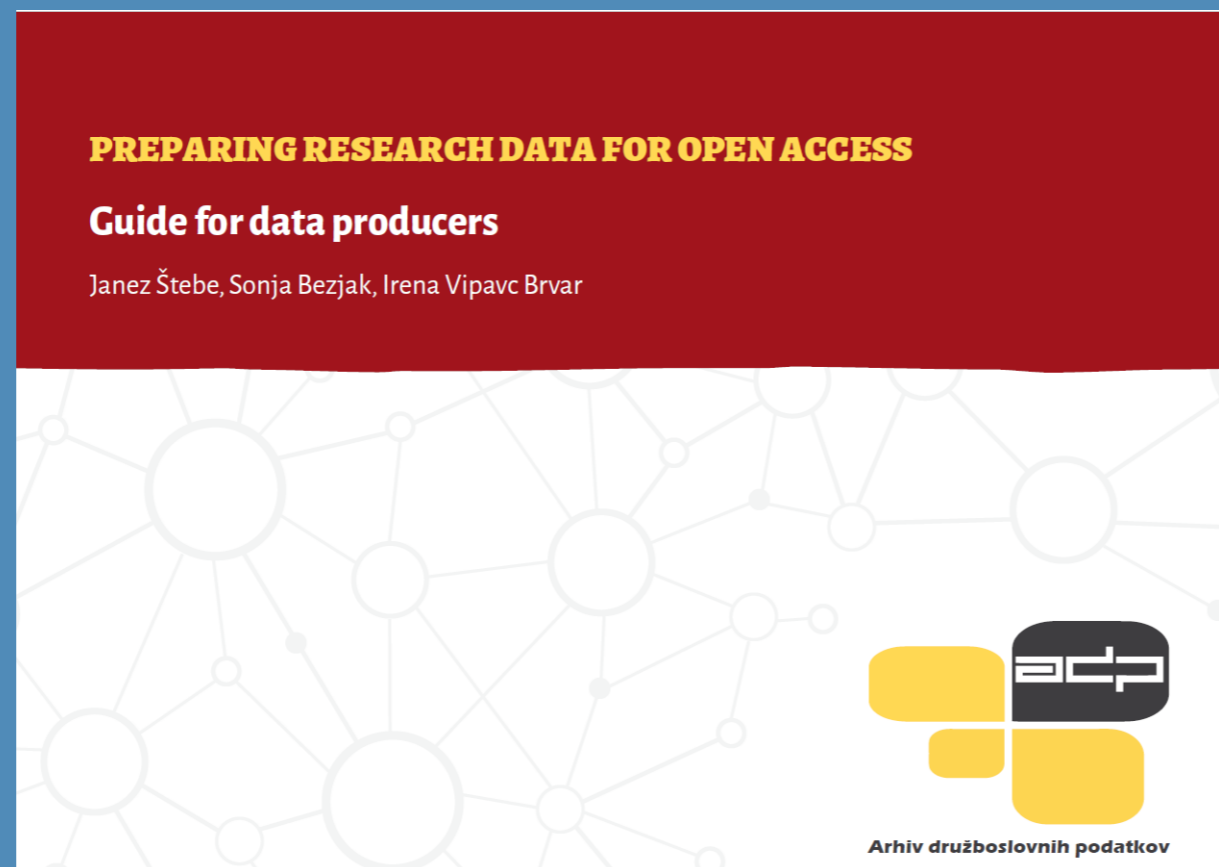 PREPARING RESEARCH DATA FOR OPEN ACCESS
Guide for data producers
Janez Štebe, Sonja Bezjak, Irena Vipavc Brvar
adp
Arhiv družboslovnih podatkov